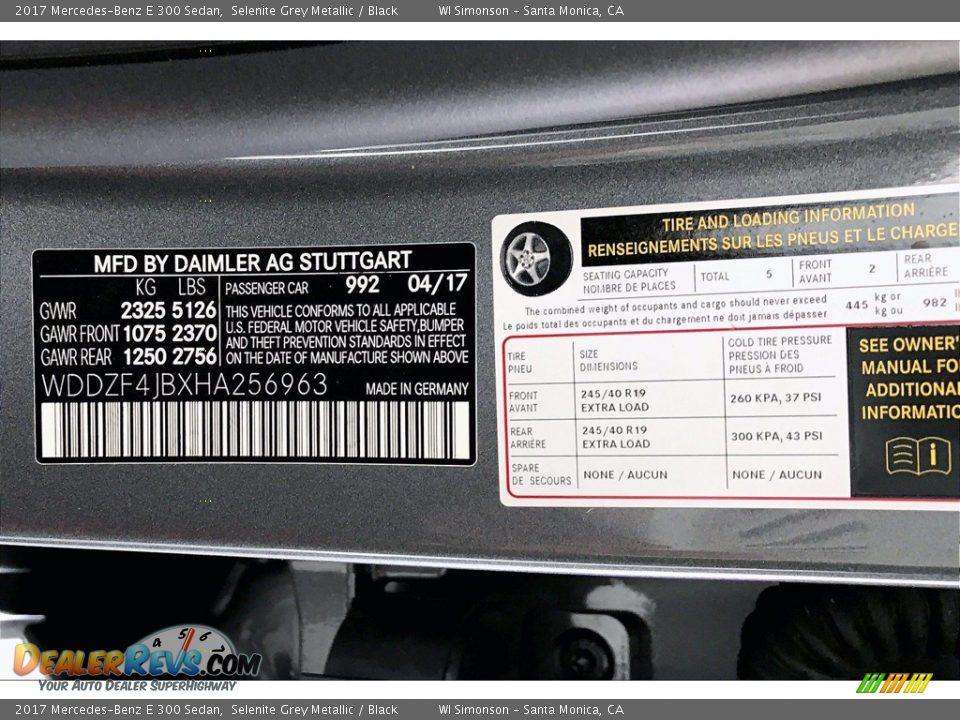 2017 Mercedes-Benz E 300 Sedan, Selenite Grey Metallic / Black WI Simonson - Santa Monica, CA
MFD BY DAIMLER AG STUTTGART
KG LBS PASSENGER CAR 992 04/17
GVWR 2325 5126
GAWR FRONT 1075 2370
GAWR REAR 1250 2756
THIS VEHICLE CONFORMS TO ALL APPLICABLE
U.S. FEDERAL MOTOR VEHICLE SAFETY, BUMPER
AND THEFT PREVENTION STANDARDS IN EFFECT
ON THE DATE OF MANUFACTURE SHOWN ABOVE
WDDZF4JBXHA256963 MADE IN GERMANY
TIRE AND LOADING INFORMATION
RENSEIGNEMENTS SUR LES PNEUS ET LE CHARGE
SEATING CAPACITY
NOMBRE DE PLACES
TOTAL 5
FRONT
AVANT
2
REAR
ARRIÈRE
The combined weight of occupants and cargo should never exceed
Le poids total des occupants et du chargement ne doit jamais dépasser
445 kg or
kg ou
982
TIRE
PNEU
SIZE
DIMENSIONS
COLD TIRE PRESSURE
PRESSION DES
PNEUS À FROID
FRONT
AVANT
245/40 R19
EXTRA LOAD
260 KPA, 37 PSI
REAR
ARRIÈRE
245/40 R19
EXTRA LOAD
300 KPA, 43 PSI
SPARE
DE SECOURS
NONE / AUCUN
NONE / AUCUN
SEE OWNER'
MANUAL FO
ADDITIONA
INFORMATIO
i
4 5 6
DEALERREVS.COM
YOUR AUTO DEALER SUPERHIGHWAY
2017 Mercedes-Benz E 300 Sedan, Selenite Grey Metallic / Black WI Simonson - Santa Monica, CA